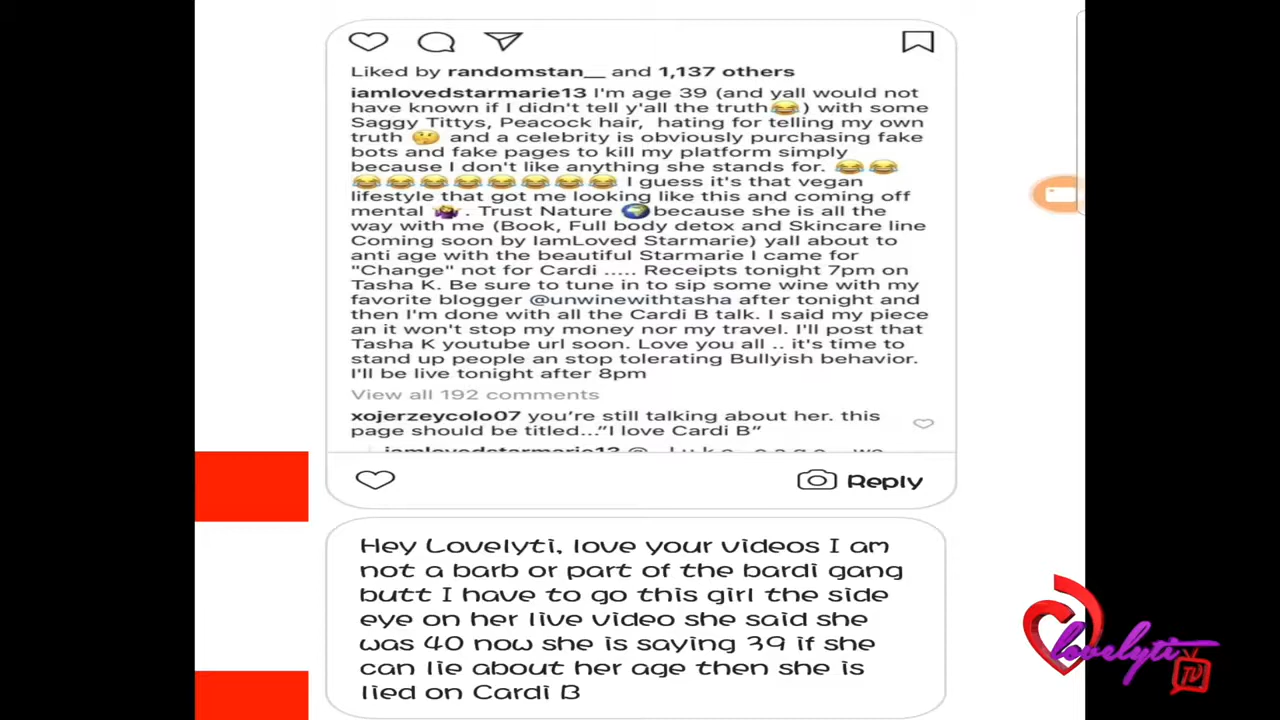 Liked by randomstan__ and 1,137 others
iamlovedstarmarie13 I'm age 39 (and yall would not
have known if I didn't tell y'all the truth😂) with some
Saggy Tittys, Peacock hair, hating for telling my own
truth 🤔 and a celebrity is obviously purchasing fake
bots and fake pages to kill my platform simply
because I don't like anything she stands for. 😂😂
😂😂😂😂😂😂😂😂 I guess it's that vegan
lifestyle that got me looking like this and coming off
mental 🤷‍♀️. Trust Nature 🌍because she is all the
way with me (Book, Full body detox and Skincare line
Coming soon by IamLoved Starmarie) yall about to
anti age with the beautiful Starmarie I came for
"Change" not for Cardi ..... Receipts tonight 7pm on
Tasha K. Be sure to tune in to sip some wine with my
favorite blogger @unwinewithtasha after tonight and
then I'm done with all the Cardi B talk. I said my piece
an it won't stop my money nor my travel. I'll post that
Tasha K youtube url soon. Love you all .. it's time to
stand up people an stop tolerating Bullyish behavior.
I'll be live tonight after 8pm
View all 192 comments
xojerzeycolo07 you're still talking about her. this
page should be titled..."I love Cardi B"
iamlovedstarmarie13
Reply
Hey Lovelyti, love your videos I am
not a barb or part of the bardi gang
butt I have to go this girl the side
eye on her live video she said she
was 40 now she is saying 39 if she
can lie about her age then she is
lied on Cardi B
lovelyti
TV